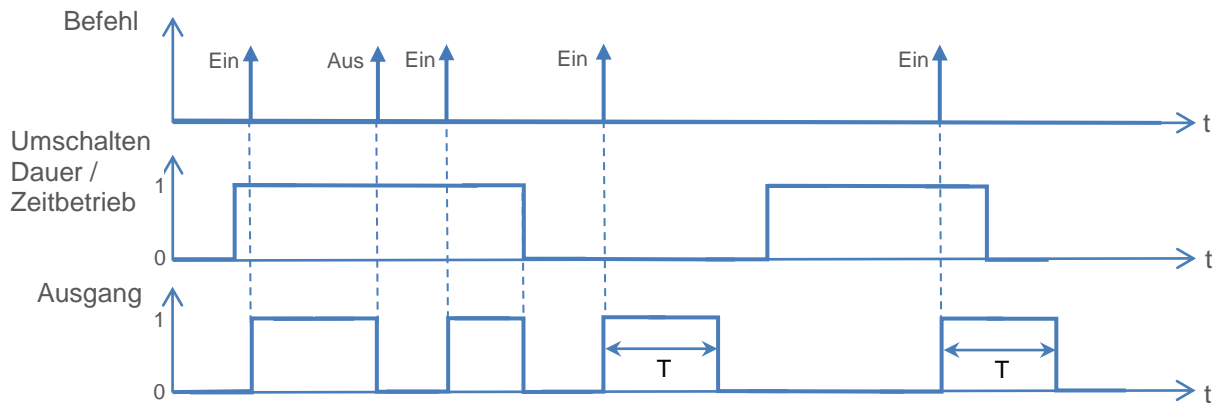 Befehl
Ein
Aus
Ein
Ein
Ein
t
Umschalten
Dauer /
Zeitbetrieb
1
0
t
Ausgang
1
T
T
0
t